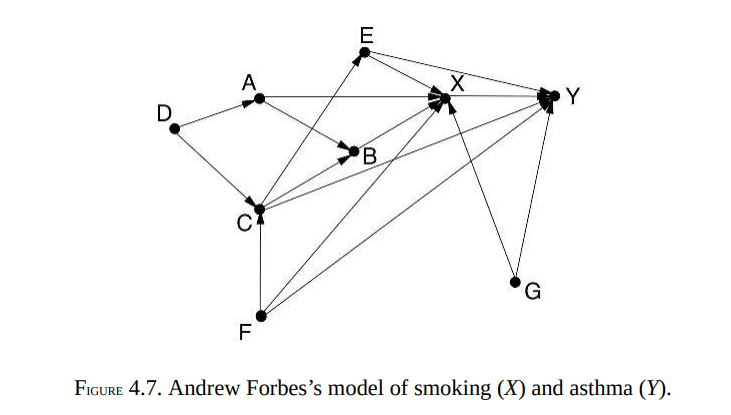 E
A
X
Y
D
B
C
G
F
FIGURE 4.7. Andrew Forbes’s model of smoking (X) and asthma (Y).